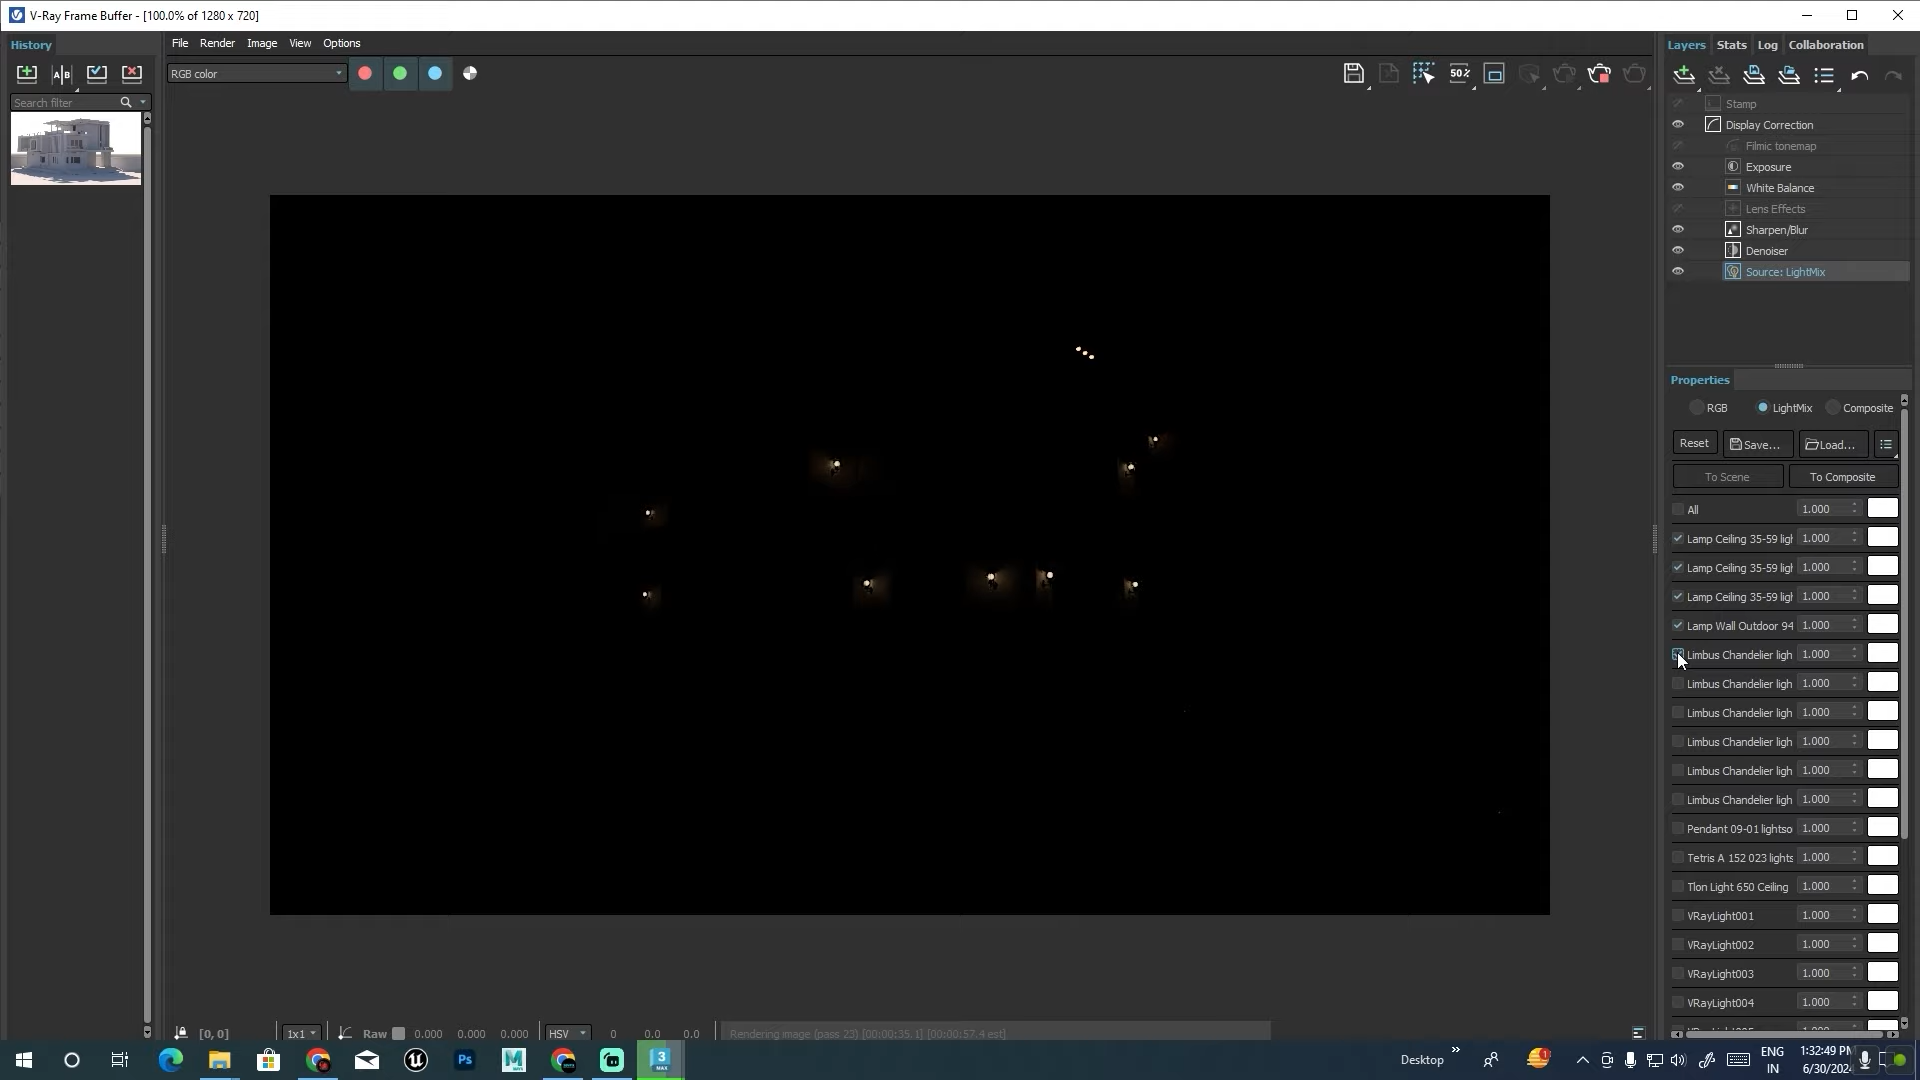 V-Ray Frame Buffer - [100.0% of 1280 x 720]
History
File Render Image View Options
Layers Stats Log Collaboration
A B
RGB color
50%
Search filter
Stamp
Display Correction
Filmic tonemap
Exposure
White Balance
Lens Effects
Sharpen/Blur
Denoiser
Source: LightMix
Properties
RGB LightMix Composite
Reset Save... Load...
To Scene To Composite
All 1.000
Lamp Ceiling 35-59 ligh 1.000
Lamp Ceiling 35-59 ligh 1.000
Lamp Ceiling 35-59 ligh 1.000
Lamp Wall Outdoor 94 1.000
Limbus Chandelier ligh 1.000
Limbus Chandelier ligh 1.000
Limbus Chandelier ligh 1.000
Limbus Chandelier ligh 1.000
Limbus Chandelier ligh 1.000
Limbus Chandelier ligh 1.000
Pendant 09-01 lightso 1.000
Tetris A 152 023 lights 1.000
Tlon Light 650 Ceiling 1.000
VRayLight001 1.000
VRayLight002 1.000
VRayLight003 1.000
VRayLight004 1.000
[0, 0] 1x1 Raw 0.000 0.000 0.000 HSV 0 0.0 0.0 Rendering image (pass 23) [00:00:35.1] [00:00:57.4 est]
Ps M 3 MAX
Desktop
1
ENG
IN
1:32:49 PM
6/30/2024